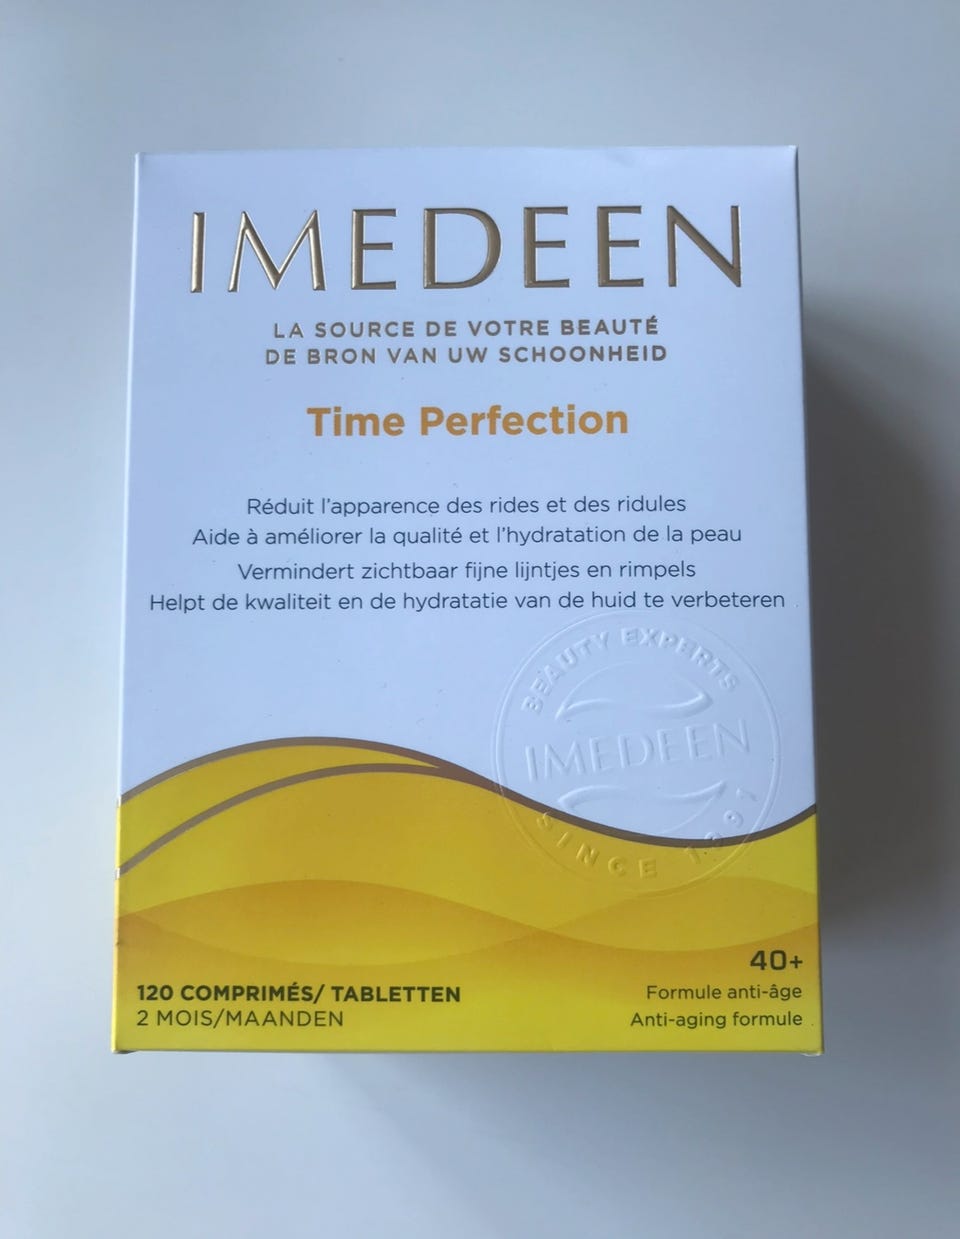 IMEDEEN
LA SOURCE DE VOTRE BEAUTÉ
DE BRON VAN UW SCHOONHEID
Time Perfection
Réduit l'apparence des rides et des ridules
Aide à améliorer la qualité et l'hydratation de la peau
Vermindert zichtbaar fijne lijntjes en rimpels
Helpt de kwaliteit en de hydratatie van de huid te verbeteren
BEAUTY EXPERTS
IMEDEEN
SINCE 1991
120 COMPRIMÉS/ TABLETTEN
2 MOIS/MAANDEN
40+
Formule anti-âge
Anti-aging formule